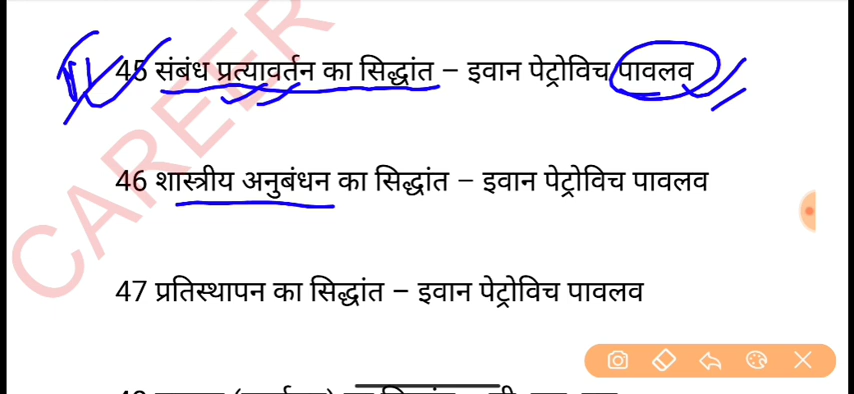 45 संबंध प्रत्यावर्तन का सिद्धांत – इवान पेट्रोविच पावलव
46 शास्त्रीय अनुबंधन का सिद्धांत – इवान पेट्रोविच पावलव
47 प्रतिस्थापन का सिद्धांत – इवान पेट्रोविच पावलव
CAREER